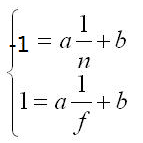 -1 = a 1/n + b
1 = a 1/f + b